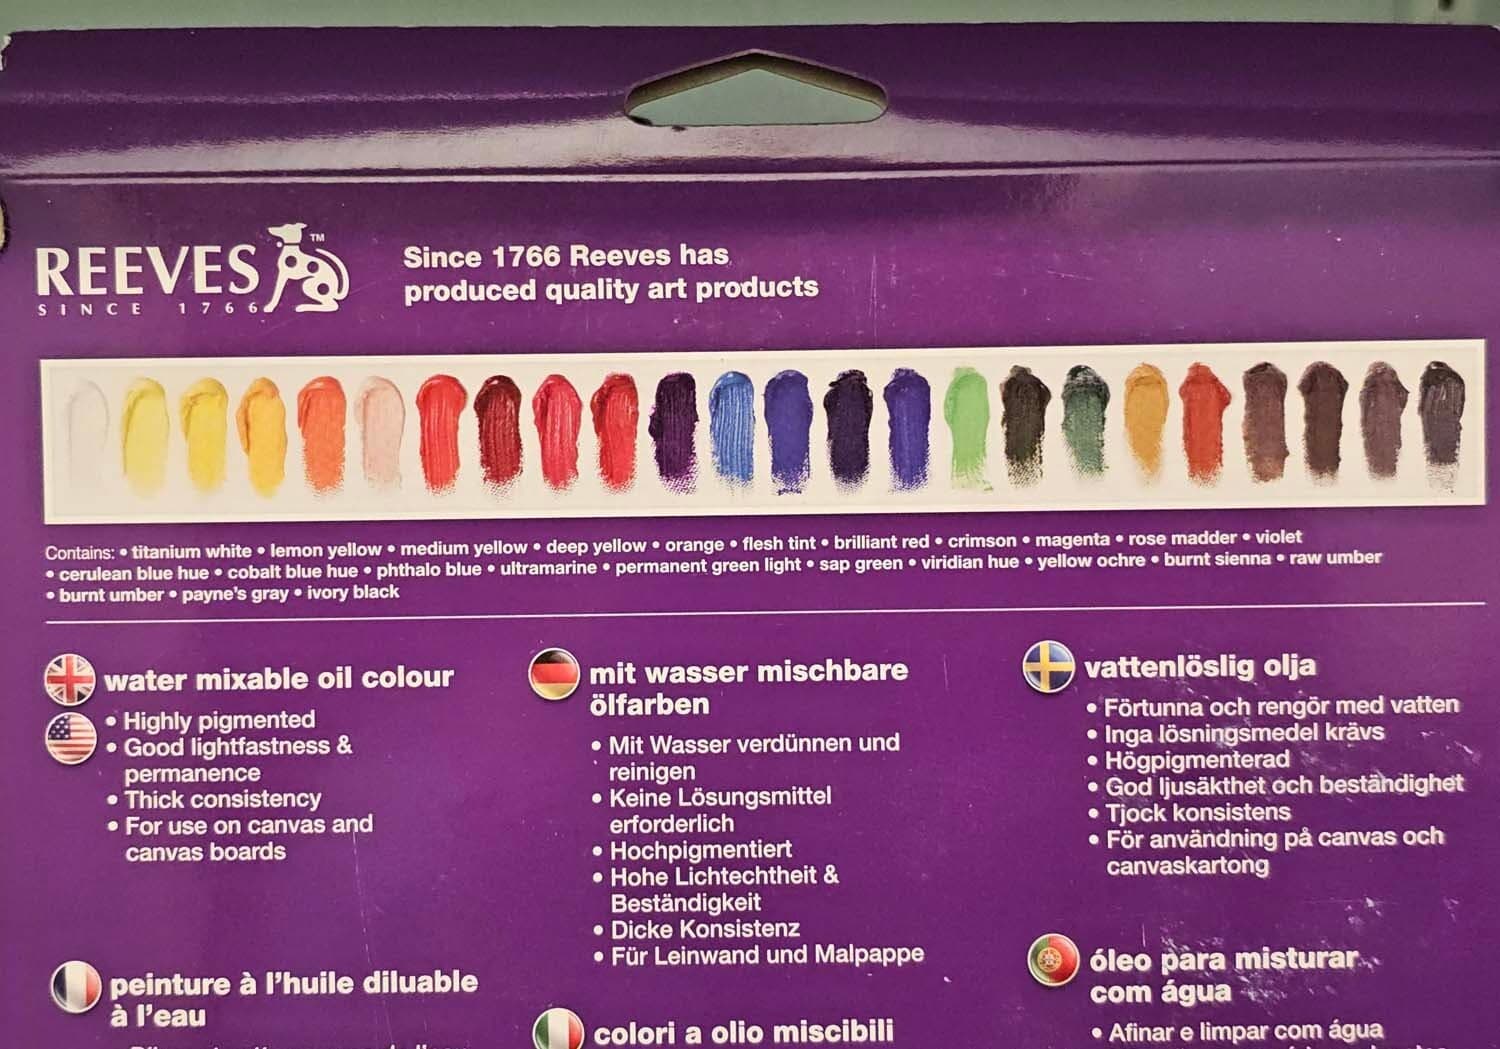 REEVES™
SINCE 1766
Since 1766 Reeves has
produced quality art products
Contains: • titanium white • lemon yellow • medium yellow • deep yellow • orange • flesh tint • brilliant red • crimson • magenta • rose madder • violet
• cerulean blue hue • cobalt blue hue • phthalo blue • ultramarine • permanent green light • sap green • viridian hue • yellow ochre • burnt sienna • raw umber
• burnt umber • payne's gray • ivory black
water mixable oil colour
• Highly pigmented
• Good lightfastness &
permanence
• Thick consistency
• For use on canvas and
canvas boards
peinture à l'huile diluable
à l'eau
mit wasser mischbare
ölfarben
• Mit Wasser verdünnen und
reinigen
• Keine Lösungsmittel
erforderlich
• Hochpigmentiert
• Hohe Lichtechtheit &
Beständigkeit
• Dicke Konsistenz
• Für Leinwand und Malpappe
colori a olio miscibili
vattenlöslig olja
• Förtunna och rengör med vatten
• Inga lösningsmedel krävs
• Högpigmenterad
• God ljusäkthet och beständighet
• Tjock konsistens
• För användning på canvas och
canvaskartong
óleo para misturar
com água
• Afinar e limpar com água